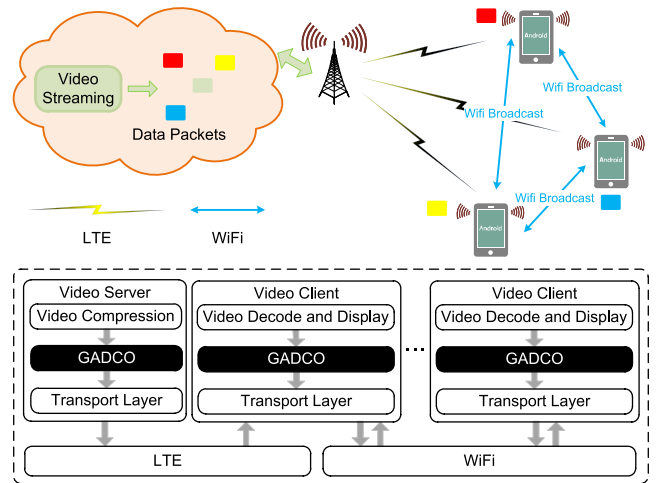 Video
Streaming
Data Packets
Android
Wifi Broadcast
Wifi Broadcast
Android
Wifi Broadcast
Android
LTE
WiFi
Video Server
Video Compression
GADCO
Transport Layer
Video Client
Video Decode and Display
GADCO
Transport Layer
...
Video Client
Video Decode and Display
GADCO
Transport Layer
LTE
WiFi